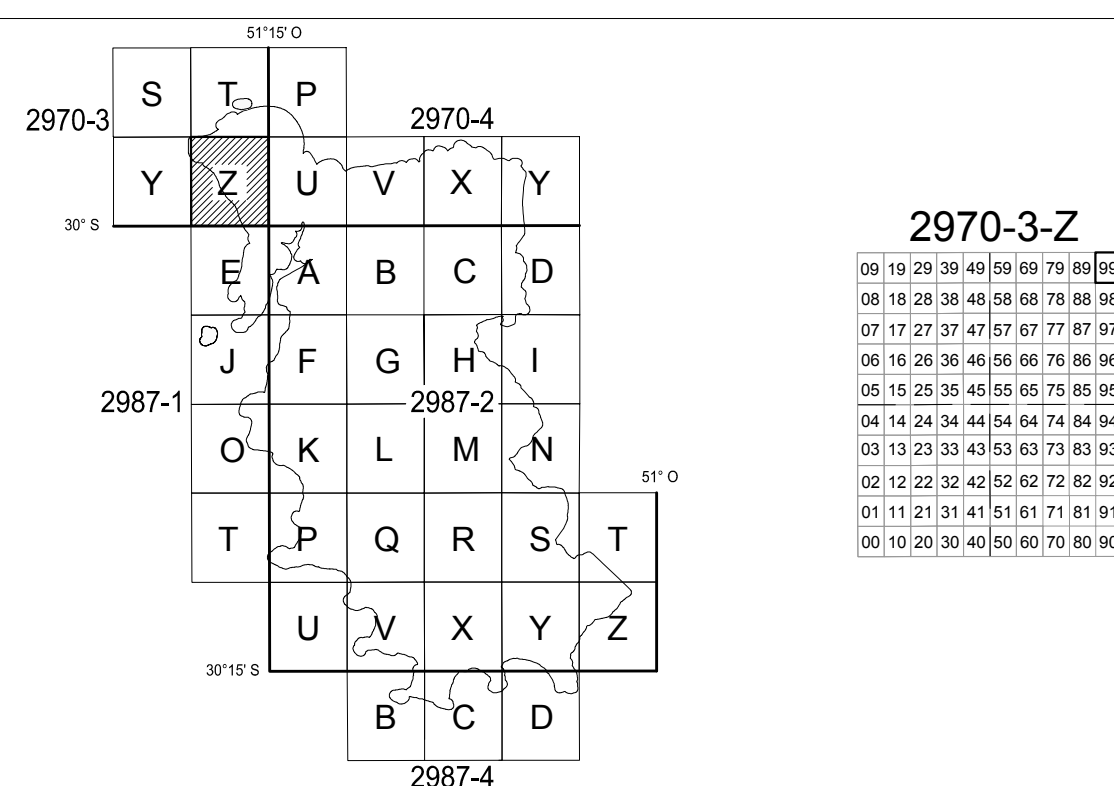 51°15' O
S T P
2970-3 2970-4
Y Z U V X Y
30° S
E A B C D
J F G H I
2987-1 2987-2
O K L M N
51° O
T P Q R S T
U V X Y Z
30°15' S
B C D
2987-4
2970-3-Z
09 19 29 39 49 59 69 79 89 99
08 18 28 38 48 58 68 78 88 98
07 17 27 37 47 57 67 77 87 97
06 16 26 36 46 56 66 76 86 96
05 15 25 35 45 55 65 75 85 95
04 14 24 34 44 54 64 74 84 94
03 13 23 33 43 53 63 73 83 93
02 12 22 32 42 52 62 72 82 92
01 11 21 31 41 51 61 71 81 91
00 10 20 30 40 50 60 70 80 90